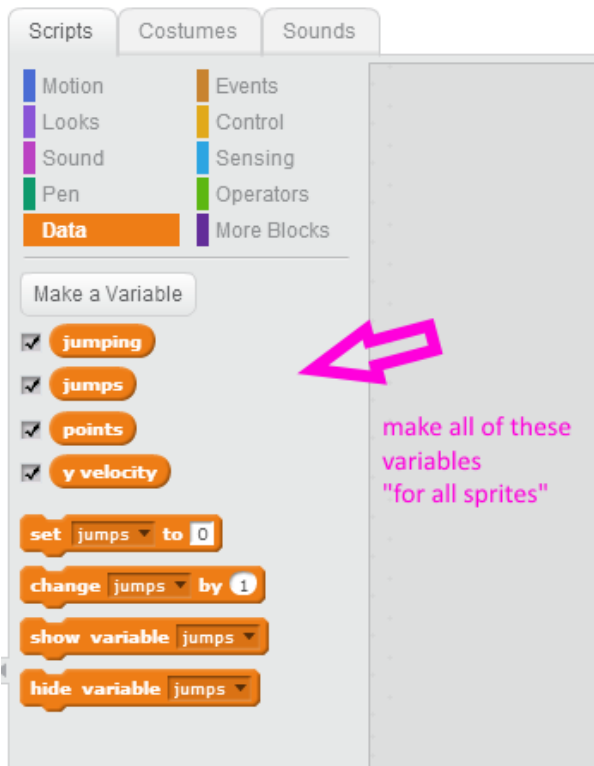 Scripts Costumes Sounds
Motion Events
Looks Control
Sound Sensing
Pen Operators
Data More Blocks
Make a Variable
jumping
jumps
points
y velocity
make all of these
variables
"for all sprites"
set jumps to 0
change jumps by 1
show variable jumps
hide variable jumps